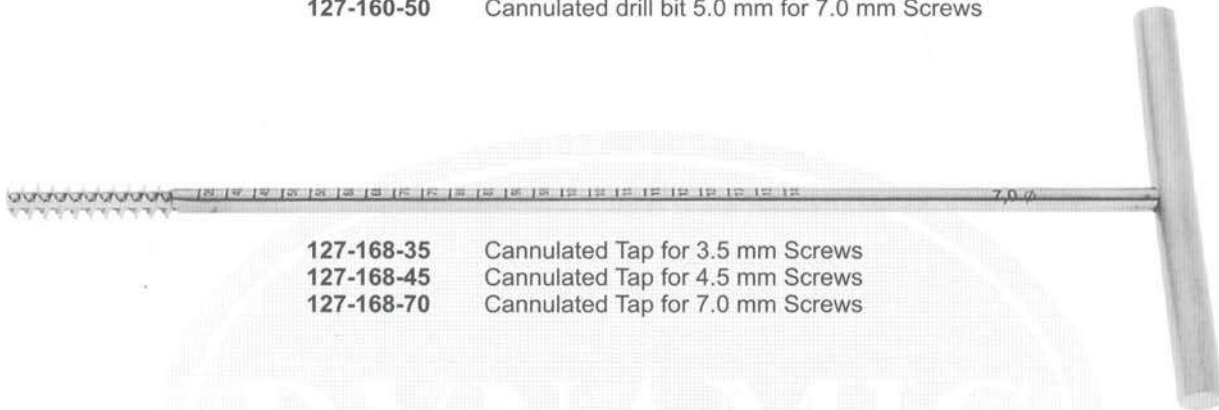 127-160-50 Cannulated drill bit 5.0 mm for 7.0 mm Screws
7,0 ø
127-168-35 Cannulated Tap for 3.5 mm Screws
127-168-45 Cannulated Tap for 4.5 mm Screws
127-168-70 Cannulated Tap for 7.0 mm Screws